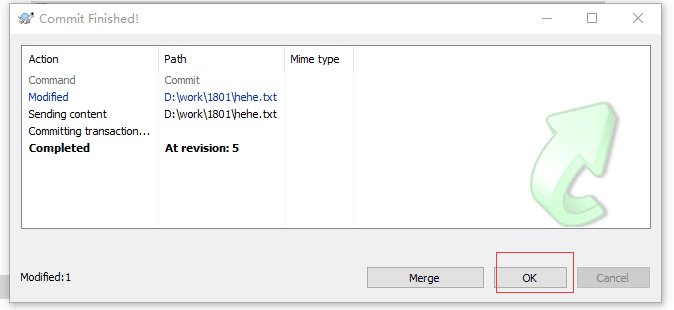 Commit Finished!
Action Path Mime type
Command Commit
Modified D:\work\1801\hehe.txt
Sending content D:\work\1801\hehe.txt
Committing transaction...
Completed At revision: 5
Modified:1 Merge OK Cancel